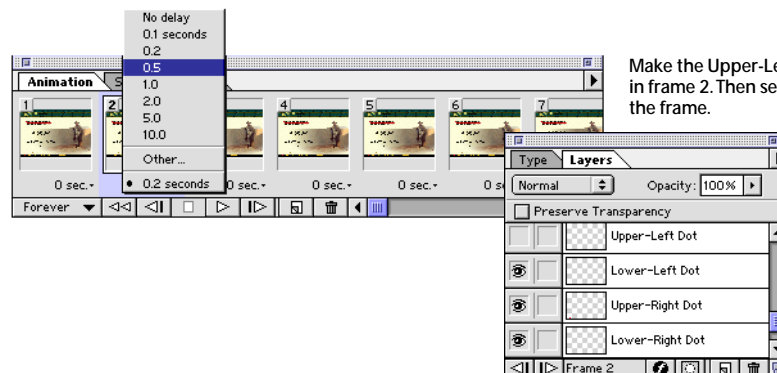 No delay
0.1 seconds
0.2
0.5
1.0
2.0
5.0
10.0
Other...
0.2 seconds
Animation
1 2 4 5 6 7
0 sec. 0 sec. 0 sec. 0 sec.
Forever
Make the Upper-Le
in frame 2. Then se
the frame.
Type Layers
Normal Opacity: 100%
Preserve Transparency
Upper-Left Dot
Lower-Left Dot
Upper-Right Dot
Lower-Right Dot
Frame 2